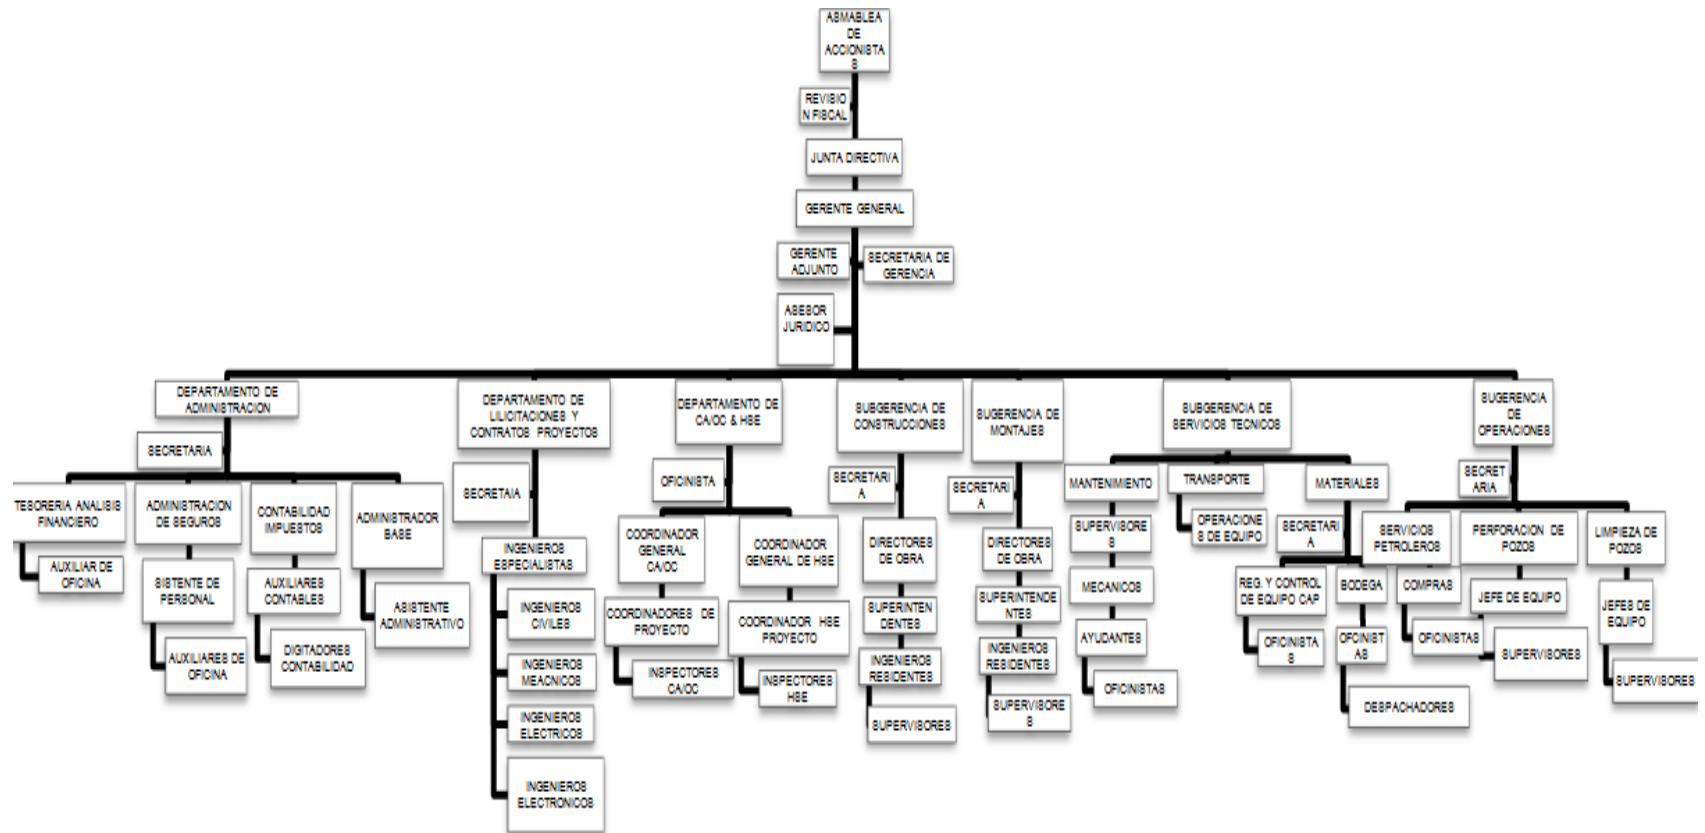 ASMABLEA
DE
ACCIONISTA
S
REVISIO
N FISCAL
JUNTA DIRECTIVA
GERENTE GENERAL
GERENTE
ADJUNTO
SECRETARIA DE
GERENCIA
ASESOR
JURIDICO
DEPARTAMENTO DE
ADMINISTRACION
SECRETARIA
TESORERIA ANALISIS
FINANCIERO
AUXILIAR DE
OFICINA
ADMINISTRACION
DE SEGUROS
SISTENTE DE
PERSONAL
AUXILIARES DE
OFICINA
CONTABILIDAD
IMPUESTOS
AUXILIARES
CONTABLES
DIGITADORES
CONTABILIDAD
ADMINISTRADOR
BASE
ASISTENTE
ADMINISTRATIVO
DEPARTAMENTO DE
LILICITACIONES Y
CONTRATOS PROYECTOS
SECRETAIA
INGENIEROS
ESPECIALISTAS
INGENIEROS
CIVILES
INGENIEROS
MEACNICOS
INGENIEROS
ELECTRICOS
INGENIEROS
ELECTRONICOS
DEPARTAMENTO DE
CA/OC & HSE
OFICINISTA
COORDINADOR
GENERAL
CA/OC
COORDINADORES DE
PROYECTO
INSPECTORES
CA/OC
COORDINADOR
GENERAL DE HSE
COORDINADOR HSE
PROYECTO
INSPECTORES
HSE
SUBGERENCIA DE
CONSTRUCCIONES
SECRETARI
A
DIRECTORES
DE OBRA
SUPERINTEN
DENTES
INGENIEROS
RESIDENTES
SUPERVISORES
SUGERENCIA DE
MONTAJES
SECRETARI
A
DIRECTORES
DE OBRA
SUPERINTENDE
NTES
INGENIEROS
RESIDENTES
SUPERVISORE
S
SUBGERENCIA DE
SERVICIOS TECNICOS
MANTENIMIENTO
SUPERVISORE
S
MECANICOS
AYUDANTES
OFICINISTAS
TRANSPORTE
OPERACIONE
S DE EQUIPO
MATERIALES
SECRETARI
A
REG. Y CONTROL
DE EQUIPO CAP
OFICINISTA
S
BODEGA
OFCINIST
AS
DESPACHADORES
COMPRAS
OFICINISTAS
SUGERENCIA
DE
OPERACIONES
SECRET
ARIA
SERVICIOS
PETROLEROS
PERFORACION DE
POZOS
JEFE DE EQUIPO
SUPERVISORES
LIMPIEZA DE
POZOS
JEFES DE
EQUIPO
SUPERVISORES